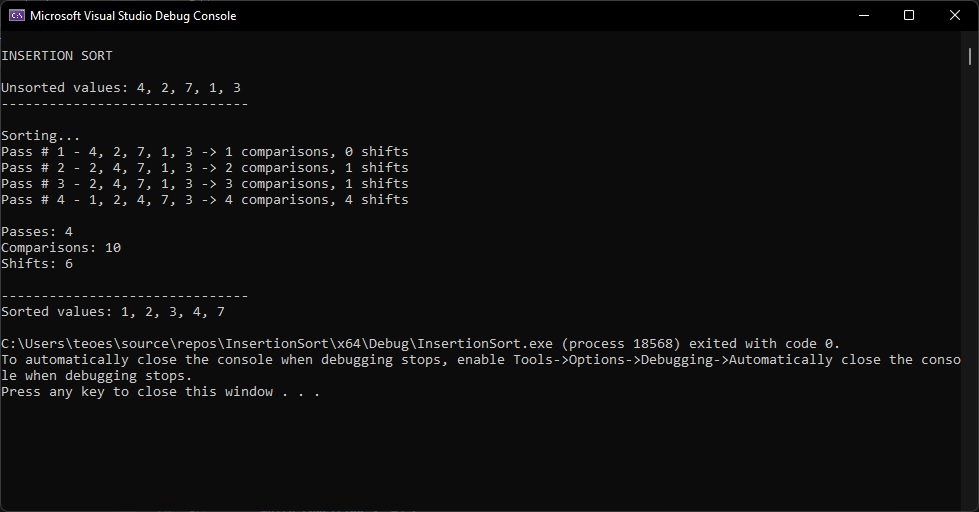 Microsoft Visual Studio Debug Console
INSERTION SORT
Unsorted values: 4, 2, 7, 1, 3
-------------------------------
Sorting...
Pass # 1 - 4, 2, 7, 1, 3 -> 1 comparisons, 0 shifts
Pass # 2 - 2, 4, 7, 1, 3 -> 2 comparisons, 1 shifts
Pass # 3 - 2, 4, 7, 1, 3 -> 3 comparisons, 1 shifts
Pass # 4 - 1, 2, 4, 7, 3 -> 4 comparisons, 4 shifts
Passes: 4
Comparisons: 10
Shifts: 6
-------------------------------
Sorted values: 1, 2, 3, 4, 7
C:\Users\teoes\source\repos\InsertionSort\x64\Debug\InsertionSort.exe (process 18568) exited with code 0.
To automatically close the console when debugging stops, enable Tools->Options->Debugging->Automatically close the conso
le when debugging stops.
Press any key to close this window . . .